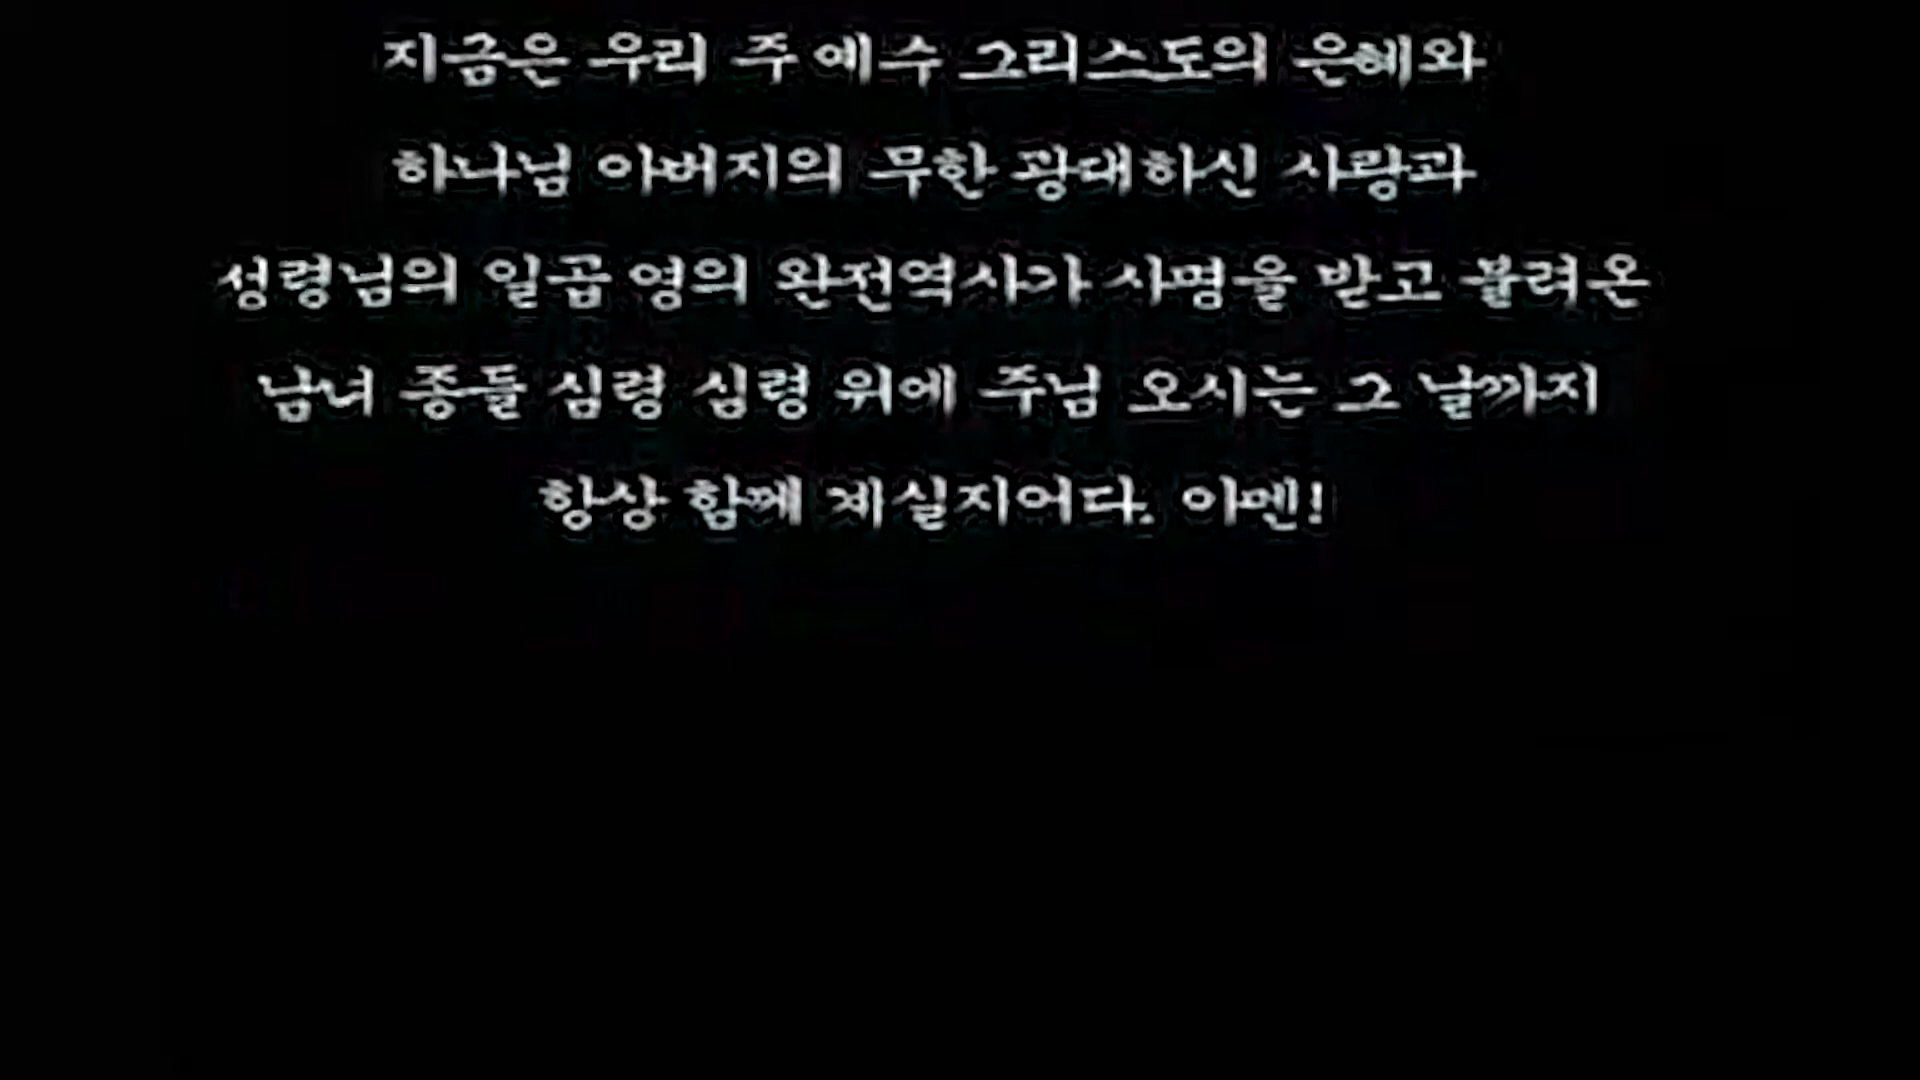 지금은 우리 주 예수 그리스도의 은혜와
하나님 아버지의 무한 광대하신 사랑과
성령님의 일곱 영의 완전역사가 사명을 받고 불려온
남녀 종들 심령 심령 위에 주님 오시는 그 날까지
항상 함께 계실지어다. 아멘!